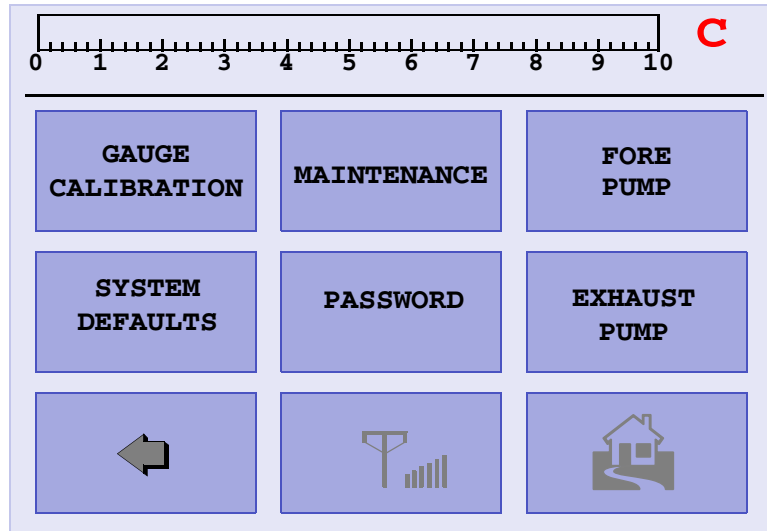 C
0 1 2 3 4 5 6 7 8 9 10
GAUGE
CALIBRATION
MAINTENANCE
FORE
PUMP
SYSTEM
DEFAULTS
PASSWORD
EXHAUST
PUMP